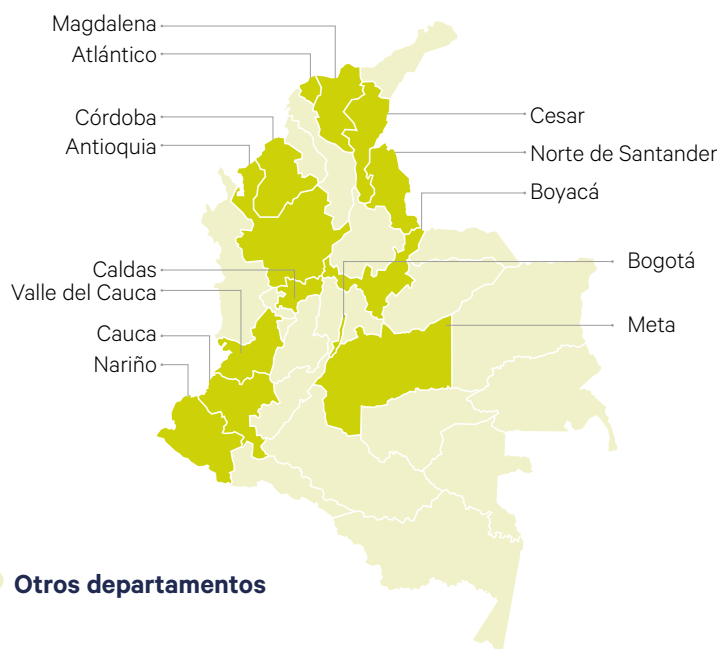 Magdalena
Atlántico
Córdoba
Antioquia
Cesar
Norte de Santander
Boyacá
Caldas
Valle del Cauca
Bogotá
Cauca
Meta
Nariño
Otros departamentos